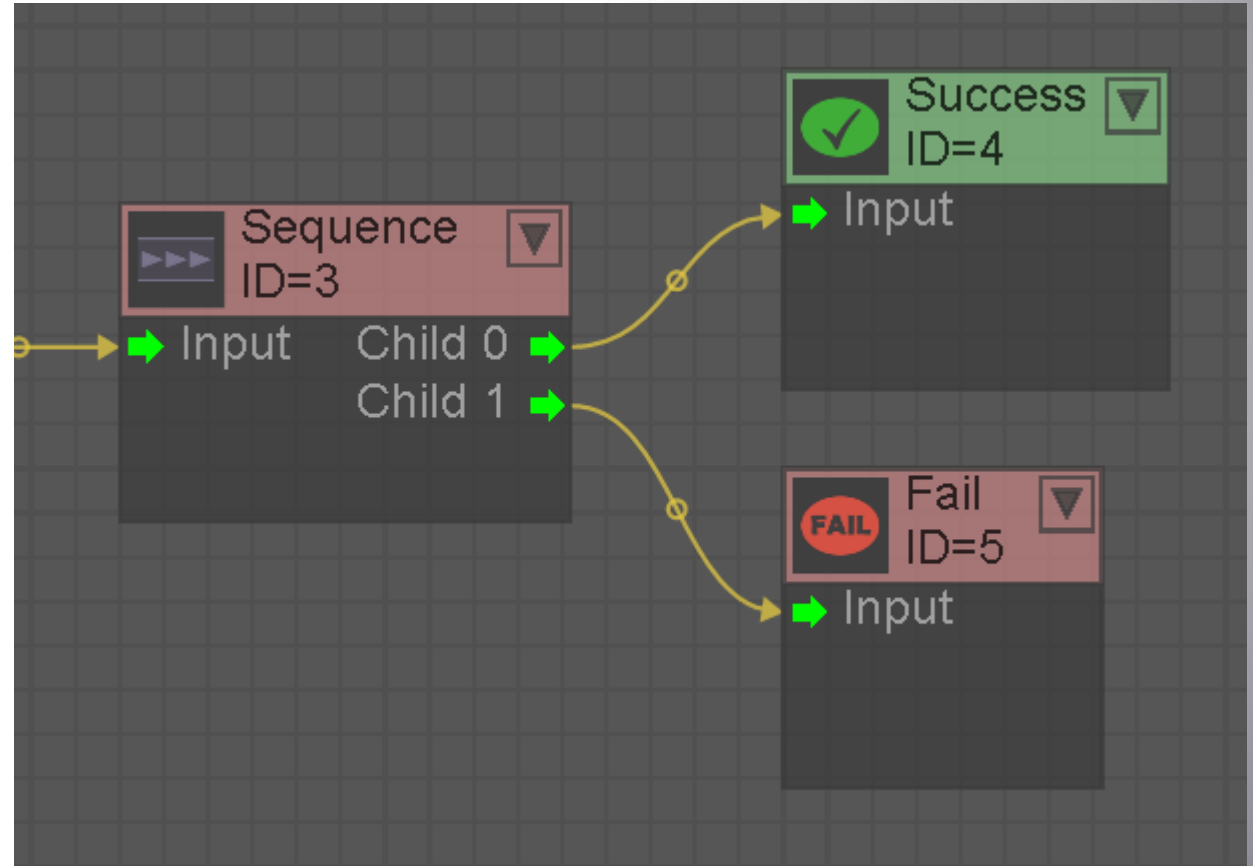 Success
ID=4
Input
Sequence
ID=3
Input Child 0
Child 1
FAIL
Fail
ID=5
Input